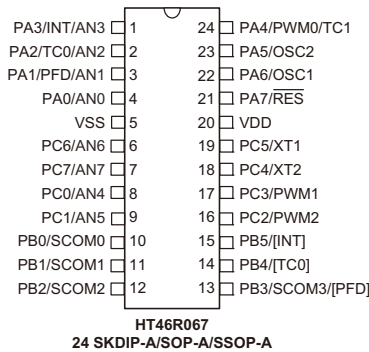 PA3/INT/AN3 1 24 PA4/PWM0/TC1
PA2/TC0/AN2 2 23 PA5/OSC2
PA1/PFD/AN1 3 22 PA6/OSC1
PA0/AN0 4 21 PA7/RES
VSS 5 20 VDD
PC6/AN6 6 19 PC5/XT1
PC7/AN7 7 18 PC4/XT2
PC0/AN4 8 17 PC3/PWM1
PC1/AN5 9 16 PC2/PWM2
PB0/SCOM0 10 15 PB5/[INT]
PB1/SCOM1 11 14 PB4/[TC0]
PB2/SCOM2 12 13 PB3/SCOM3/[PFD]
HT46R067
24 SKDIP-A/SOP-A/SSOP-A